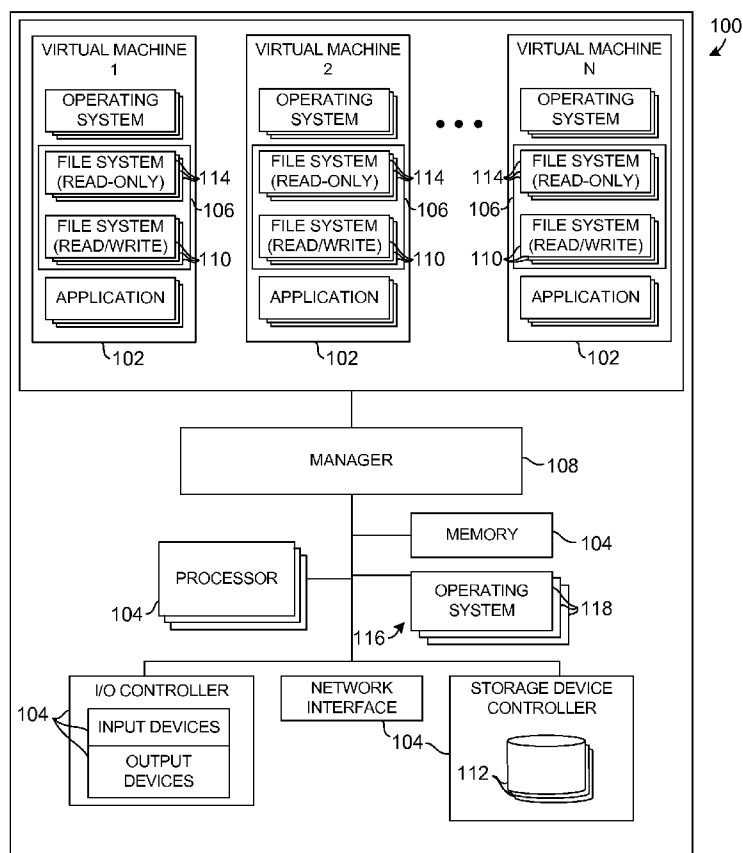 100
VIRTUAL MACHINE
1
OPERATING
SYSTEM
FILE SYSTEM
(READ-ONLY)
114
106
FILE SYSTEM
(READ/WRITE)
110
APPLICATION
102
VIRTUAL MACHINE
2
OPERATING
SYSTEM
FILE SYSTEM
(READ-ONLY)
114
106
FILE SYSTEM
(READ/WRITE)
110
APPLICATION
102
VIRTUAL MACHINE
N
OPERATING
SYSTEM
114
FILE SYSTEM
(READ-ONLY)
106
FILE SYSTEM
(READ/WRITE)
110
APPLICATION
102
MANAGER
108
MEMORY
104
PROCESSOR
104
OPERATING
SYSTEM
118
116
I/O CONTROLLER
104
INPUT DEVICES
OUTPUT
DEVICES
NETWORK
INTERFACE
104
STORAGE DEVICE
CONTROLLER
112